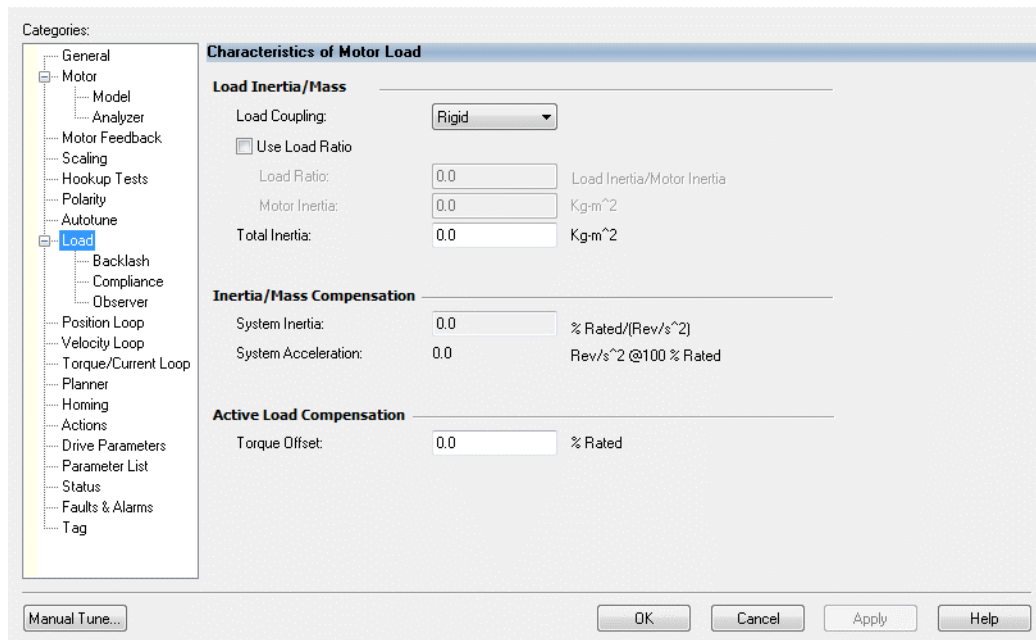 Categories:
General
Motor
Model
Analyzer
Motor Feedback
Scaling
Hookup Tests
Polarity
Autotune
Load
Backlash
Compliance
Observer
Position Loop
Velocity Loop
Torque/Current Loop
Planner
Homing
Actions
Drive Parameters
Parameter List
Status
Faults & Alarms
Tag
Characteristics of Motor Load
Load Inertia/Mass
Load Coupling: Rigid
Use Load Ratio
Load Ratio: 0.0 Load Inertia/Motor Inertia
Motor Inertia: 0.0 Kg-m^2
Total Inertia: 0.0 Kg-m^2
Inertia/Mass Compensation
System Inertia: 0.0 % Rated/(Rev/s^2)
System Acceleration: 0.0 Rev/s^2 @100 % Rated
Active Load Compensation
Torque Offset: 0.0 % Rated
Manual Tune... OK Cancel Apply Help